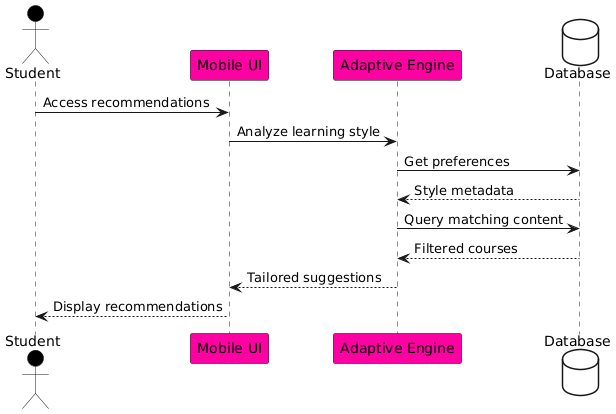 Student
Mobile UI
Adaptive Engine
Database
Access recommendations
Analyze learning style
Get preferences
Style metadata
Query matching content
Filtered courses
Tailored suggestions
Display recommendations
Student
Mobile UI
Adaptive Engine
Database